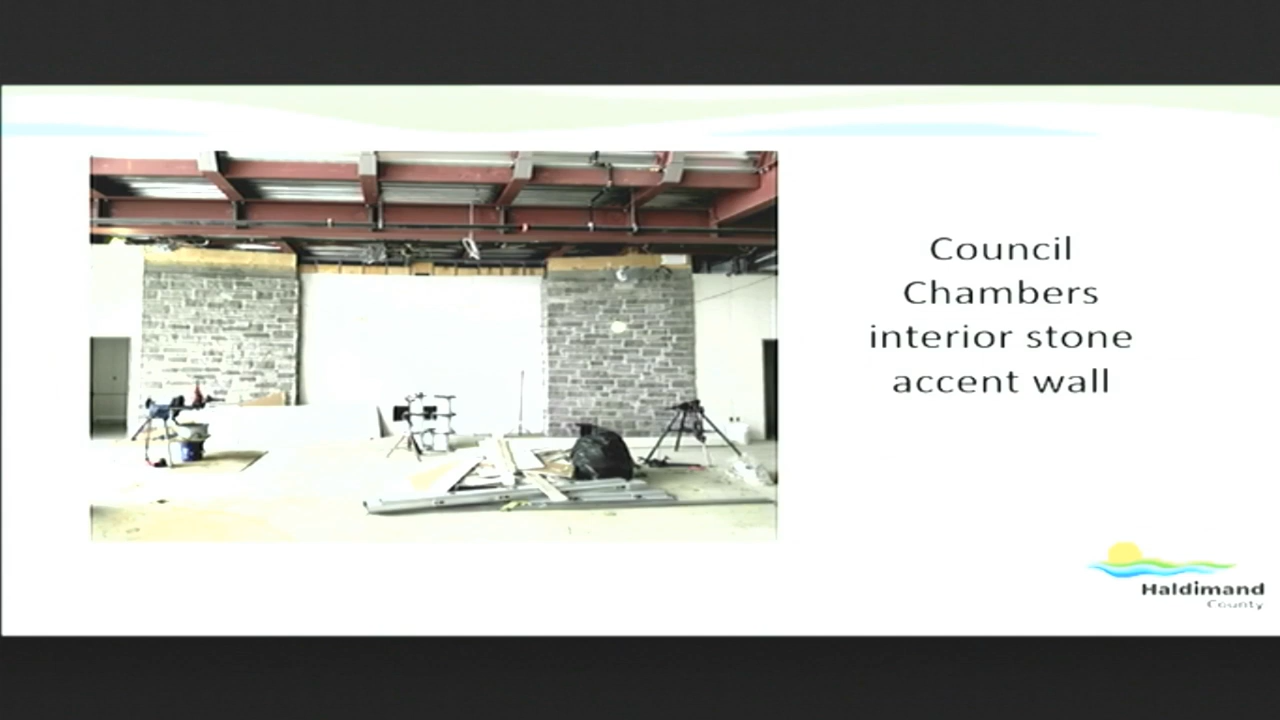 Council
Chambers
interior stone
accent wall
Haldimand
County